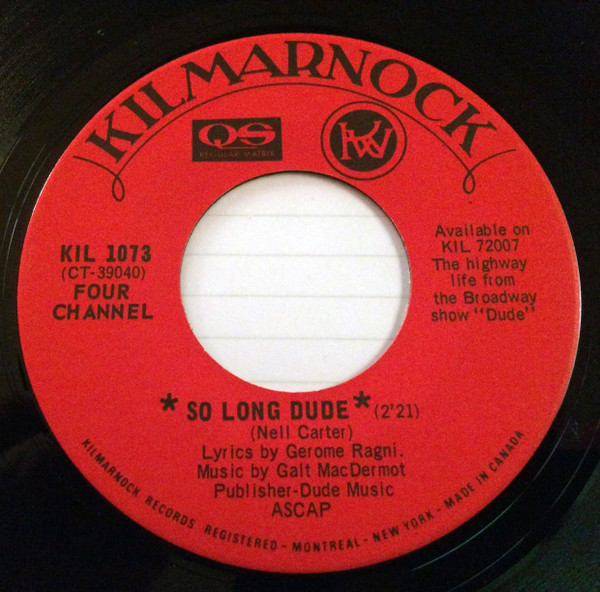 KILMARNOCK
QS
REGULAR MATRIX
KW
KIL 1073
(CT-39040)
FOUR
CHANNEL
Available on
KIL 72007
The highway
life from
the Broadway
show "Dude"
* SO LONG DUDE * (2'21)
(Nell Carter)
Lyrics by Gerome Ragni.
Music by Galt MacDermot
Publisher-Dude Music
ASCAP
KILMARNOCK RECORDS REGISTERED - MONTREAL - NEW YORK - MADE IN CANADA